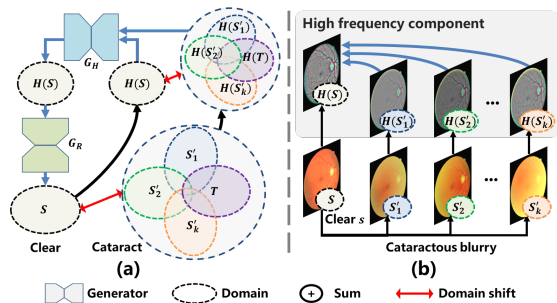 G_H
H(S)
H(S)
G_R
S
Clear
Cataract
H(S'_1)
H(S'_2)
H(T)
H(S'_k)
S'_1
S'_2
T
S'_k
(a)
High frequency component
H(S)
H(S'_1)
H(S'_2)
...
H(S'_k)
S
Clear s
S'_1
S'_2
...
S'_k
Cataractous blurry
(b)
Generator
Domain
+
Sum
Domain shift